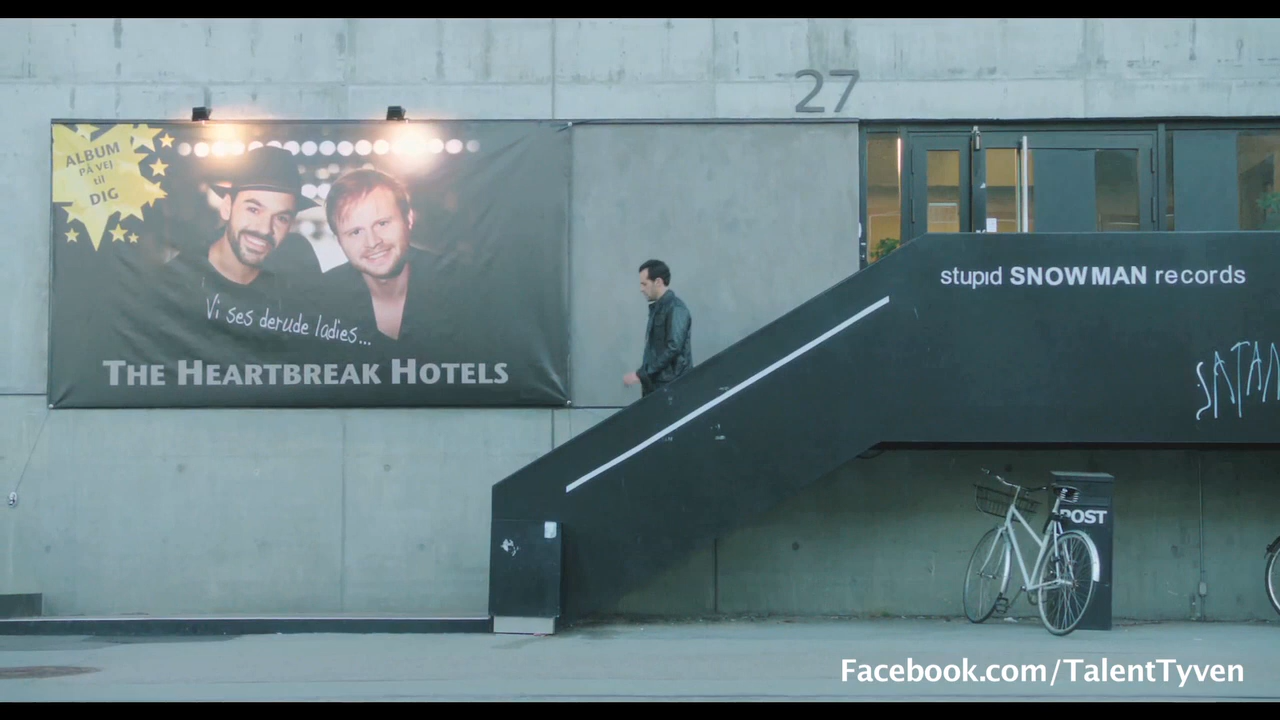 27
ALBUM
PÅ VEJ
til
DIG
Vi ses derude ladies...
THE HEARTBREAK HOTELS
stupid SNOWMAN records
SATAN
POST
Facebook.com/TalentTyven